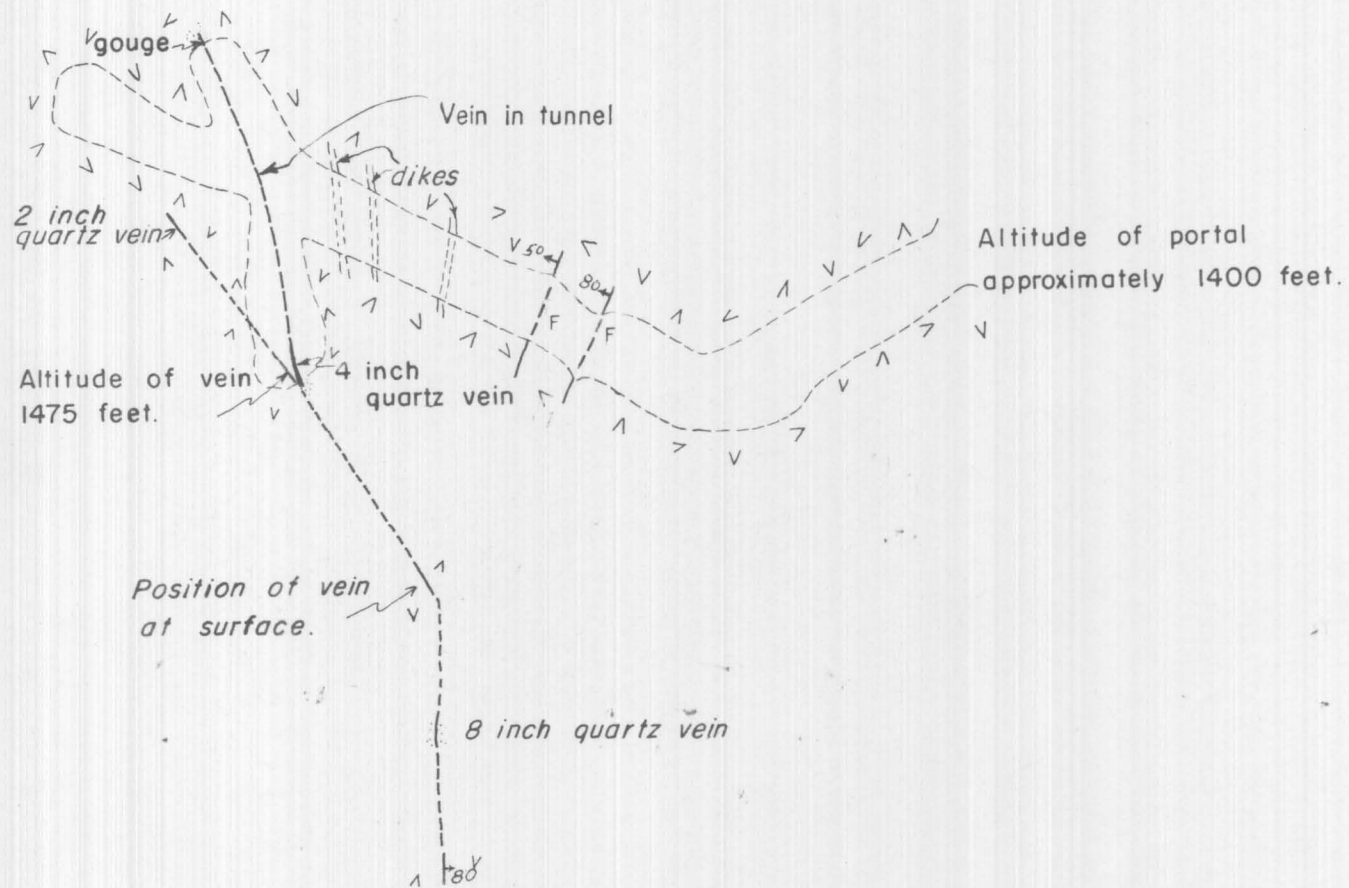 gouge
Vein in tunnel
dikes
2 inch
quartz vein
V 50
80
F
F
Altitude of portal
approximately 1400 feet.
Altitude of vein
1475 feet.
4 inch
quartz vein
Position of vein
at surface.
8 inch quartz vein
80